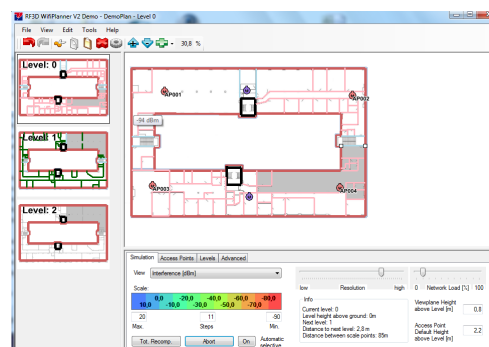 RF3D WifiPlanner V2 Demo - DemoPlan - Level 0
File View Edit Tools Help
30,8 %
Level: 0
Level: 1
Level: 2
AP001
AP002
-94 dBm
AP003
AP004
Simulation Access Points Levels Advanced
View Interference [dBm]
Scale:
0,0 -20,0 -40,0 -60,0 -80,0
10,0 -10,0 -30,0 -50,0 -70,0
20 11 -90
Max. Steps Min.
Tot. Recomp. Abort On Automatic selective
low Resolution high
0 Network Load [%] 100
Info
Current level: 0
Level height above ground: 0m
Next level: 1
Distance to next level: 2,8 m
Distance between scale points: 85m
Viewplane Height
above Level [m] 0,8
Access Point
Default Height
above Level [m] 2,2